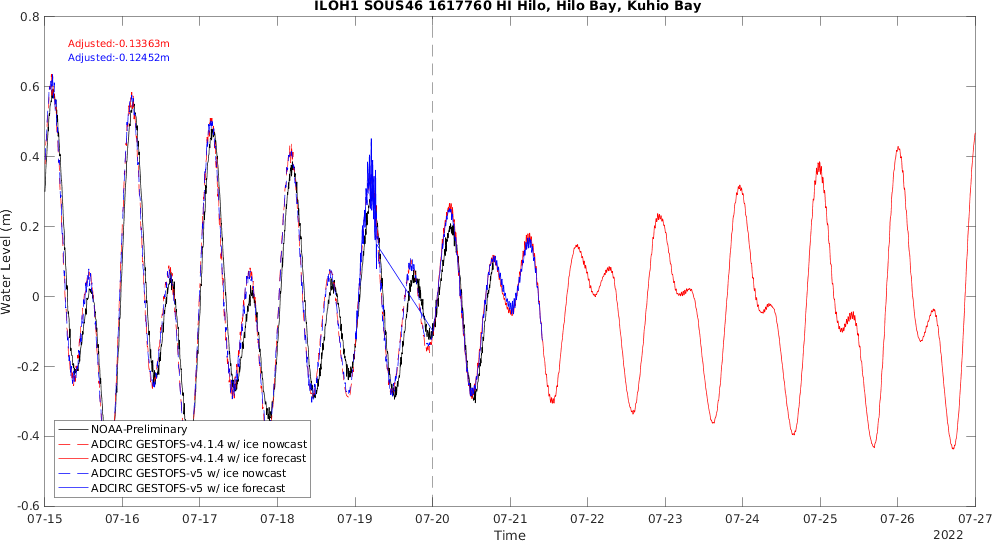 ILOH1 SOUS46 1617760 HI Hilo, Hilo Bay, Kuhio Bay
Adjusted:-0.13363m
Adjusted:-0.12452m
0.8
0.6
0.4
0.2
0
-0.2
-0.4
-0.6
Water Level (m)
NOAA-Preliminary
ADCIRC GESTOFS-v4.1.4 w/ ice nowcast
ADCIRC GESTOFS-v4.1.4 w/ ice forecast
ADCIRC GESTOFS-v5 w/ ice nowcast
ADCIRC GESTOFS-v5 w/ ice forecast
07-15 07-16 07-17 07-18 07-19 07-20 07-21 07-22 07-23 07-24 07-25 07-26 07-27
Time
2022